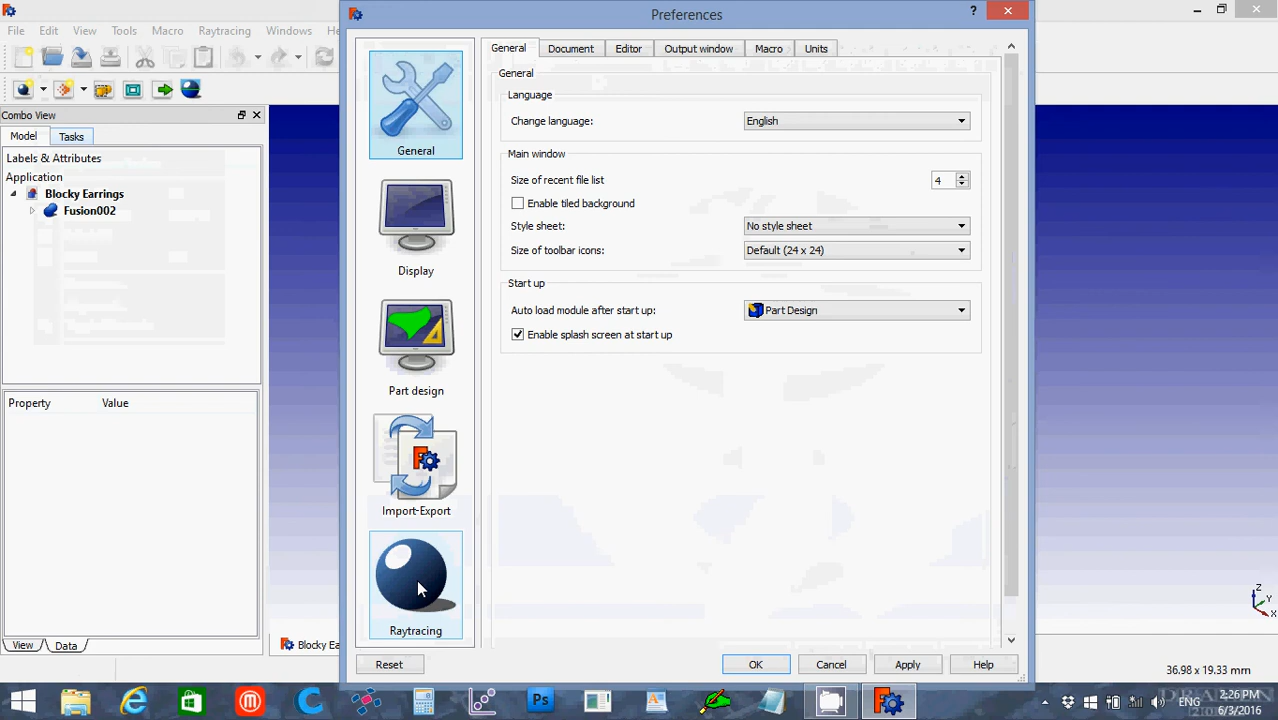 Preferences
?
File Edit View Tools Macro Raytracing Windows
Combo View
Model Tasks
Labels & Attributes
Application
Blocky Earrings
Fusion002
Property Value
View Data
Blocky Ea
General
Display
Part design
Import-Export
Raytracing
General Document Editor Output window Macro Units
General
Language
Change language: English
Main window
Size of recent file list 4
Enable tiled background
Style sheet: No style sheet
Size of toolbar icons: Default (24 x 24)
Start up
Auto load module after start up: Part Design
Enable splash screen at start up
Reset OK Cancel Apply Help
Z
Y
X
36.98 x 19.33 mm
Ps
ENG
2:26 PM
6/3/2016